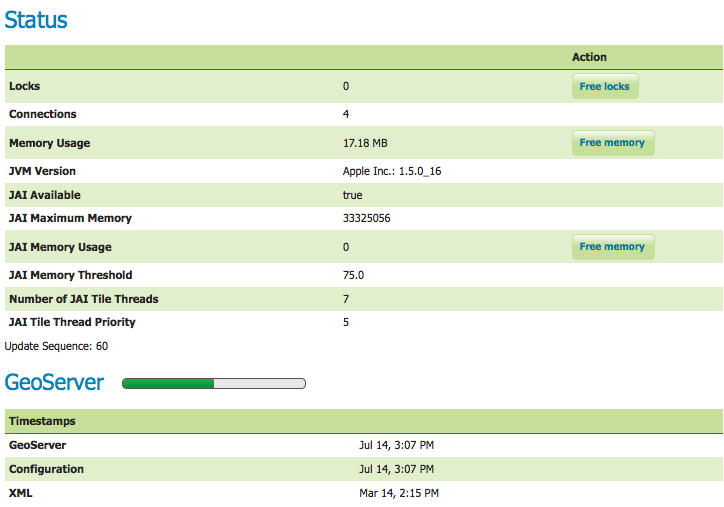 Status
Action
Locks 0 Free locks
Connections 4
Memory Usage 17.18 MB Free memory
JVM Version Apple Inc.: 1.5.0_16
JAI Available true
JAI Maximum Memory 33325056
JAI Memory Usage 0 Free memory
JAI Memory Threshold 75.0
Number of JAI Tile Threads 7
JAI Tile Thread Priority 5
Update Sequence: 60
GeoServer
Timestamps
GeoServer Jul 14, 3:07 PM
Configuration Jul 14, 3:07 PM
XML Mar 14, 2:15 PM